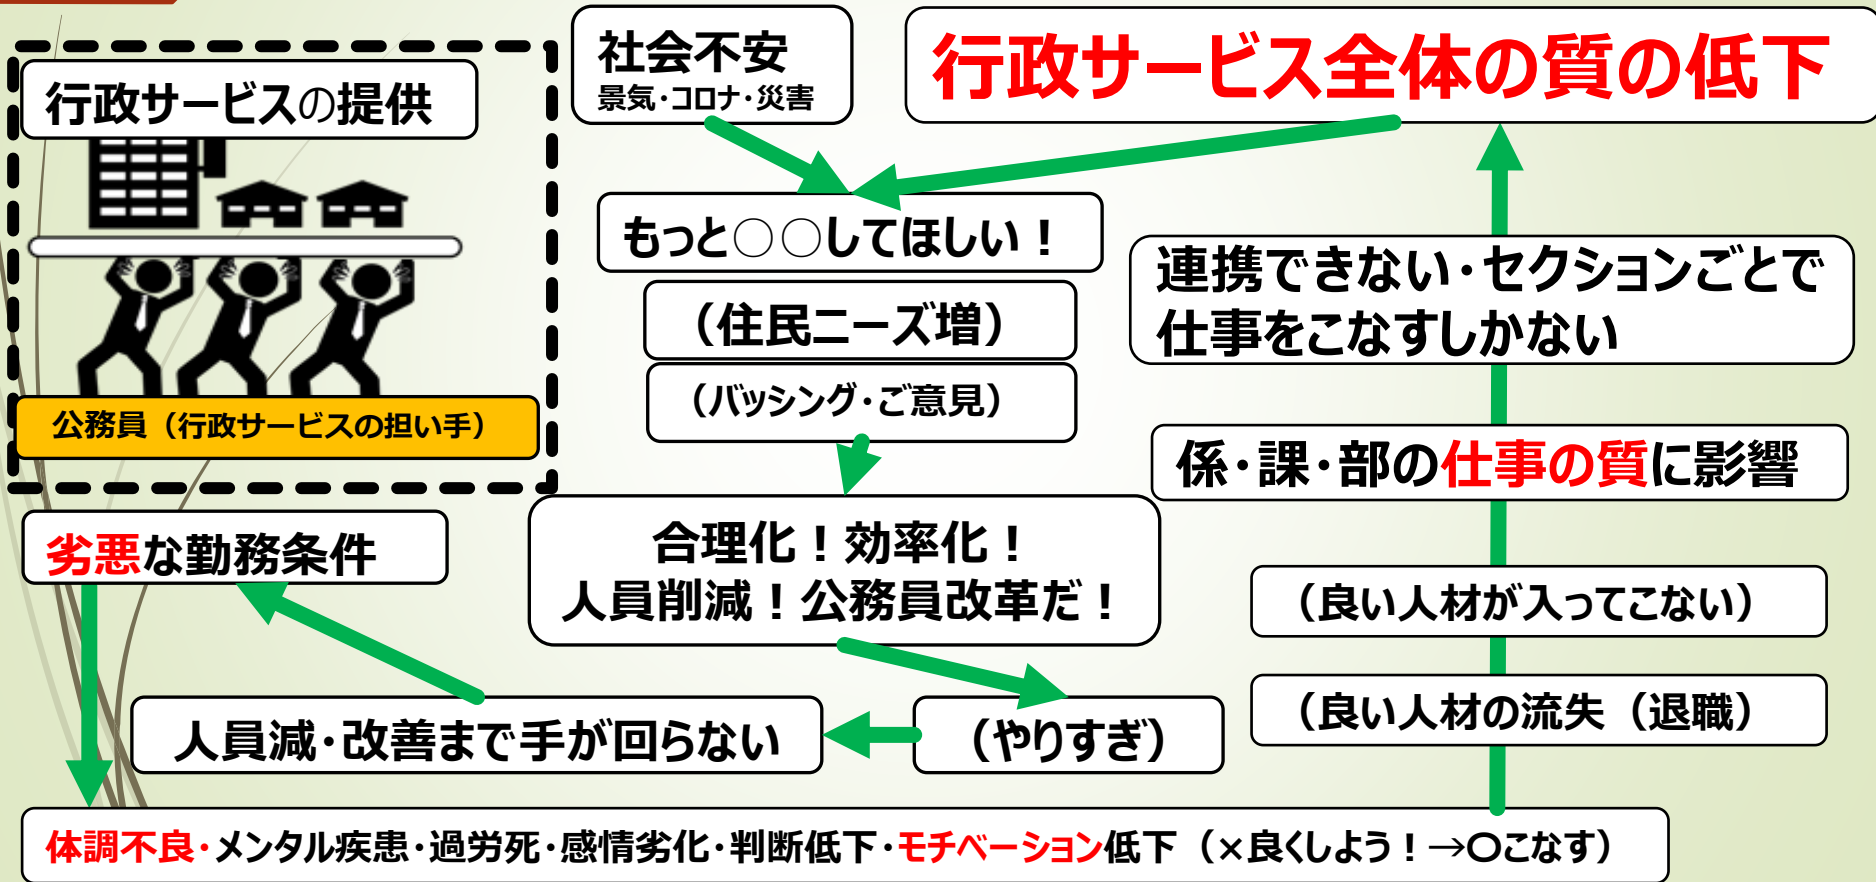 行政サービスの提供
公務員（行政サービスの担い手）
社会不安
景気・コロナ・災害
行政サービス全体の質の低下
もっと○○してほしい！
（住民ニーズ増）
（バッシング・ご意見）
合理化！効率化！
人員削減！公務員改革だ！
（やりすぎ）
人員減・改善まで手が回らない
劣悪な勤務条件
体調不良・メンタル疾患・過労死・感情劣化・判断低下・モチベーション低下（×良くしよう！→〇こなす）
（良い人材の流失（退職）
（良い人材が入ってこない）
係・課・部の仕事の質に影響
連携できない・セクションごとで
仕事をこなすしかない